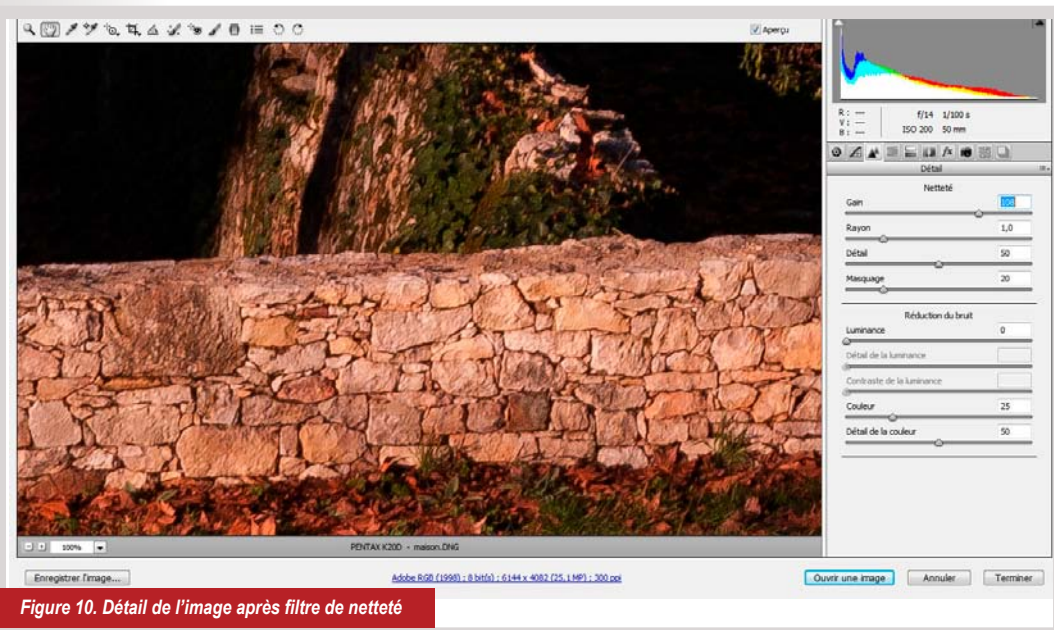 Aperçu
R : ---
V : ---
B : ---
f/14 1/100 s
ISO 200 50 mm
Détail
Netteté
Gain 108
Rayon 1,0
Détail 50
Masquage 20
Réduction du bruit
Luminance 0
Détail de la luminance
Contraste de la luminance
Couleur 25
Détail de la couleur 50
100% PENTAX K20D - maison.DNG
Enregistrer l'image... Adobe RGB (1998) ; 8 bit(s) ; 6144 x 4082 (25,1 MP) ; 300 ppi Ouvrir une image Annuler Terminer
Figure 10. Détail de l'image après filtre de netteté